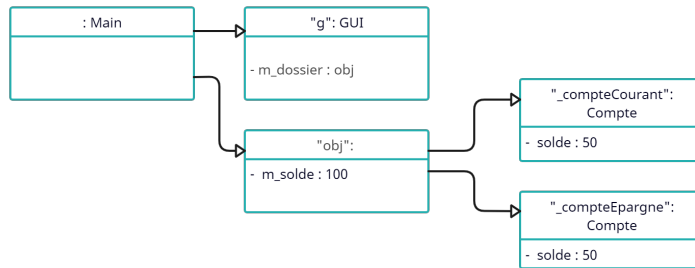 : Main
"g": GUI
- m_dossier : obj
"obj":
- m_solde : 100
"_compteCourant":
Compte
- solde : 50
"_compteEpargne":
Compte
- solde : 50